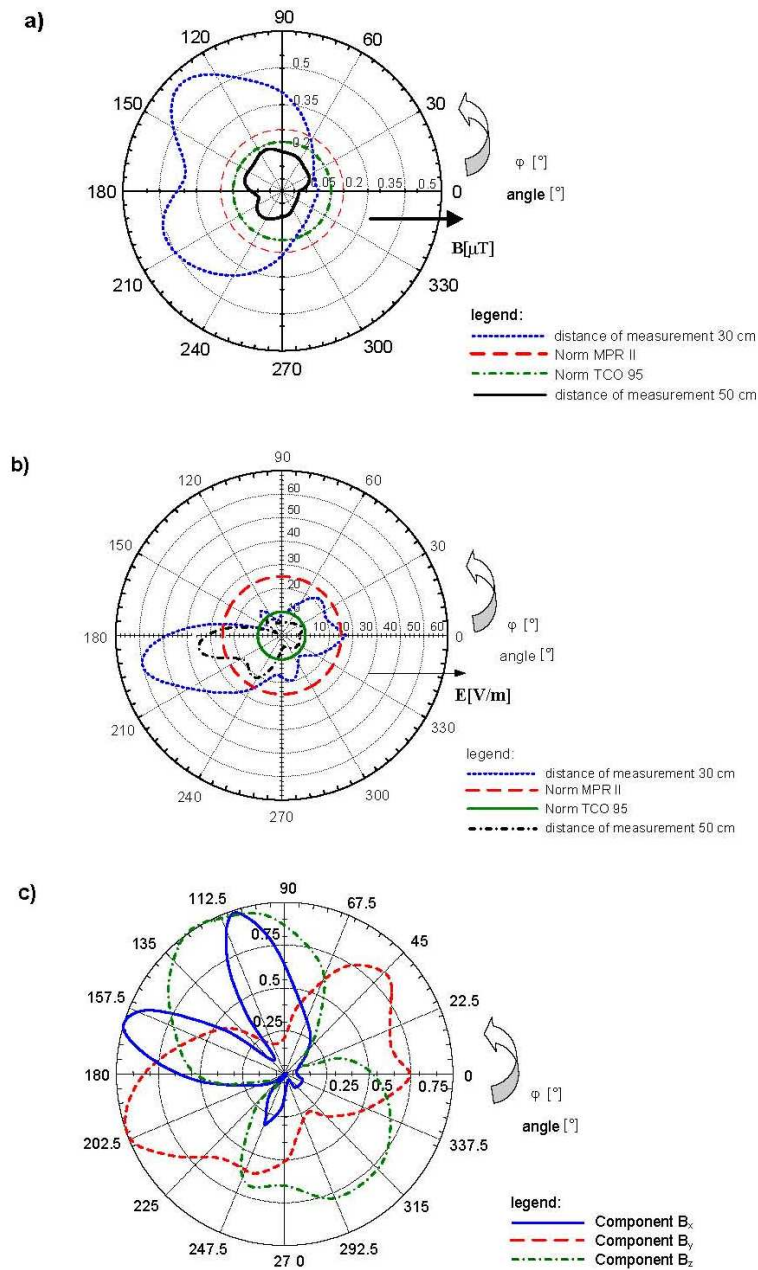 a)
90
120
60
0.5
0.35
150
30
0.2
φ [°]
180
.05 0.2 0.35 0.5
0
angle [°]
B[µT]
210
330
legend:
240
300
distance of measurement 30 cm
Norm MPR II
270
Norm TCO 95
distance of measurement 50 cm
b)
90
120
60
60
50
40
150
30
30
20
10
φ [°]
180
10 20 30 40 50 60
0
angle [°]
E[V/m]
210
330
legend:
240
300
distance of measurement 30 cm
Norm MPR II
270
Norm TCO 95
distance of measurement 50 cm
c)
90
112.5
67.5
135
0.75
45
0.5
157.5
22.5
0.25
180
0.25 0.5 0.75
0
φ [°]
angle [°]
202.5
337.5
225
315
legend:
247.5
292.5
Component Bx
27 0
Component By
Component Bz